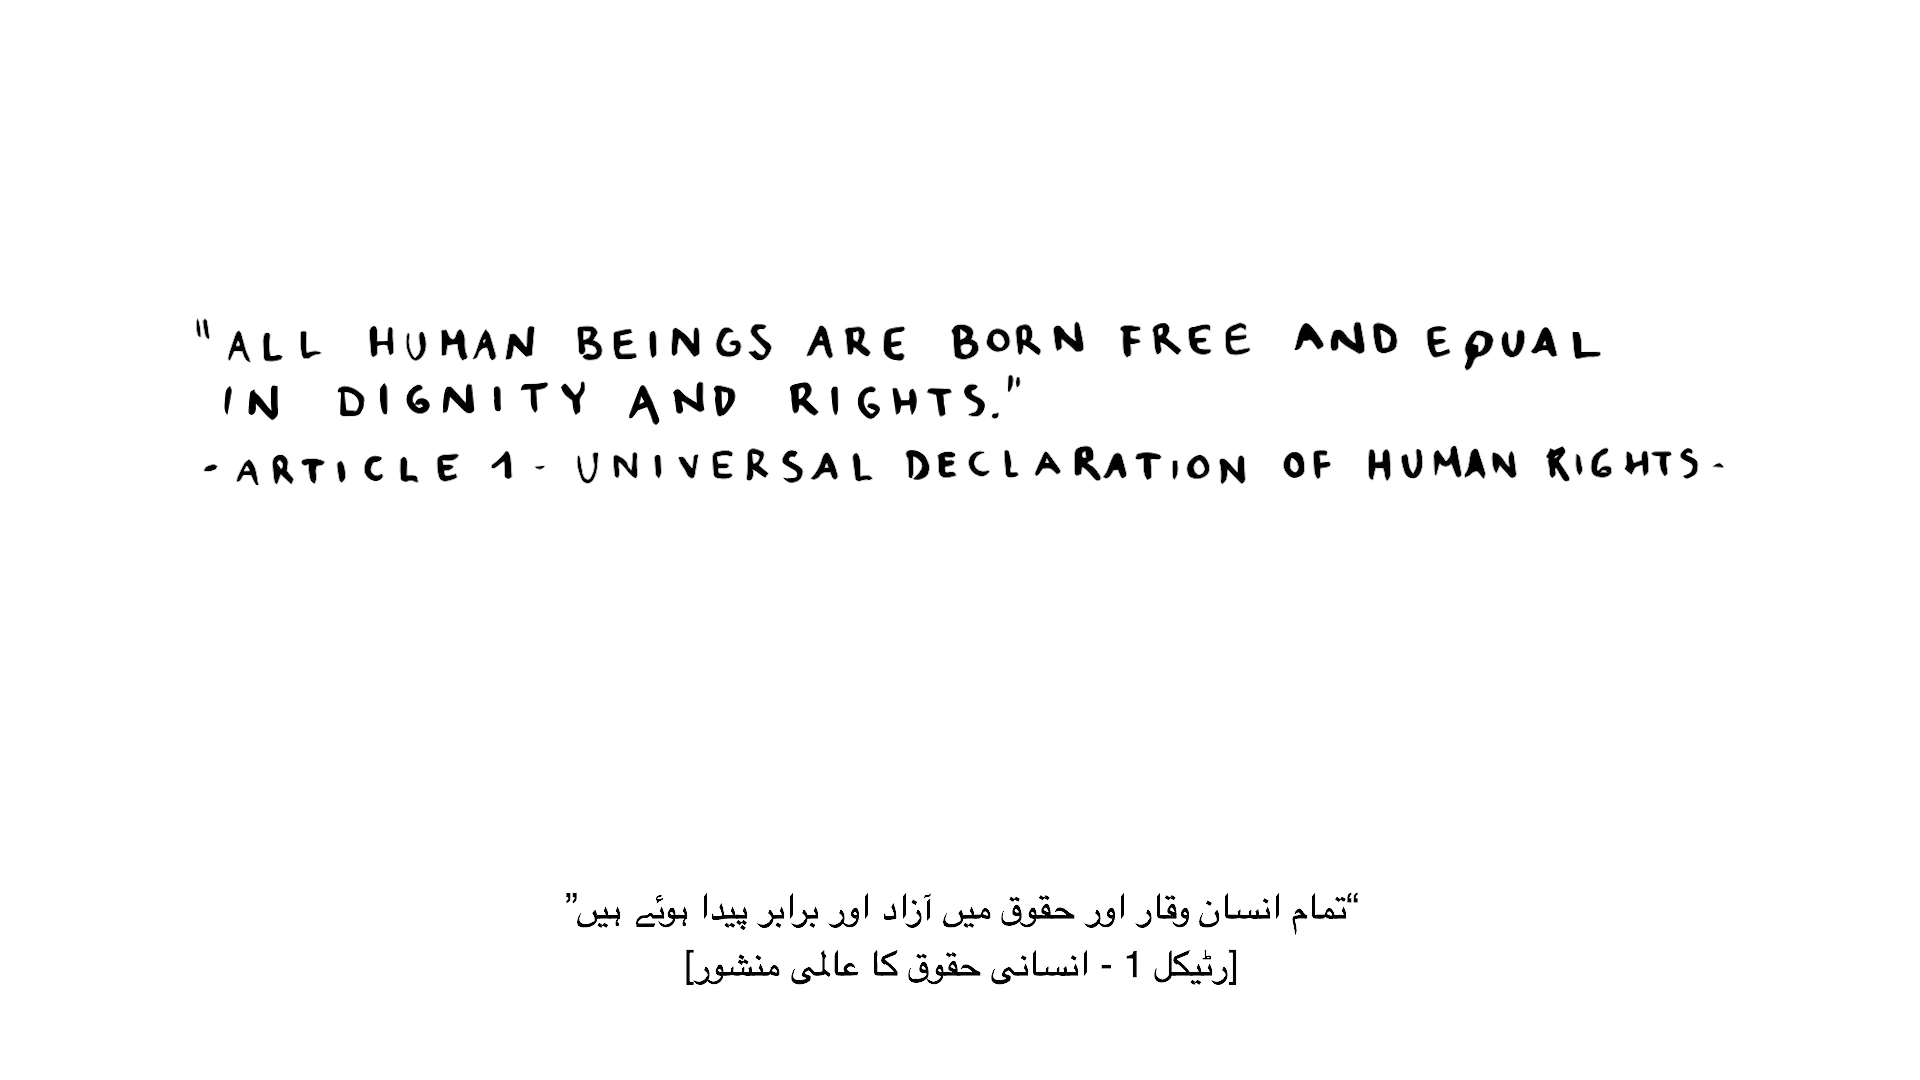 "ALL HUMAN BEINGS ARE BORN FREE AND EQUAL
IN DIGNITY AND RIGHTS."
- ARTICLE 1 - UNIVERSAL DECLARATION OF HUMAN RIGHTS -
“تمام انسان وقار اور حقوق میں آزاد اور برابر پیدا ہوئے ہیں”
[رٹیکل 1 - انسانی حقوق کا عالمی منشور]